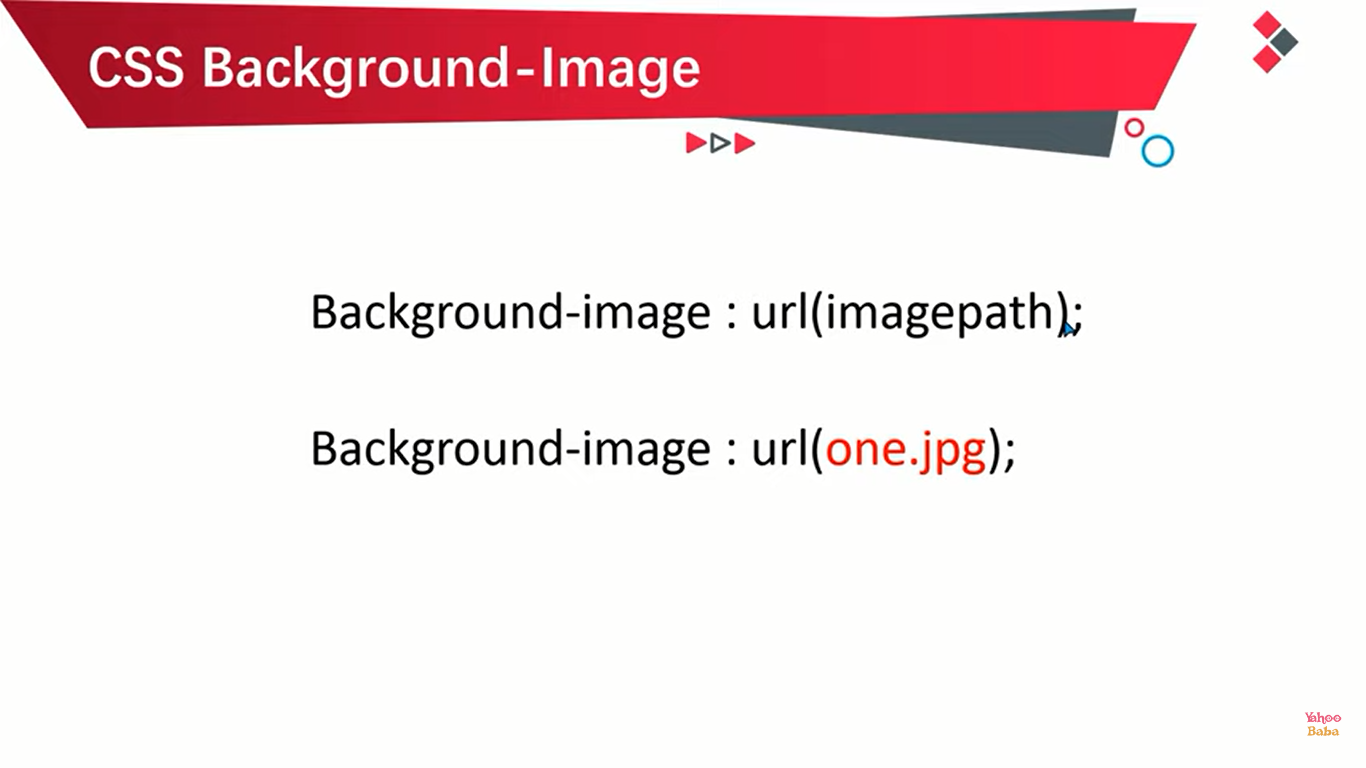 CSS Background-Image
Background-image : url(imagepath);
Background-image : url(one.jpg);
Yahoo
Baba